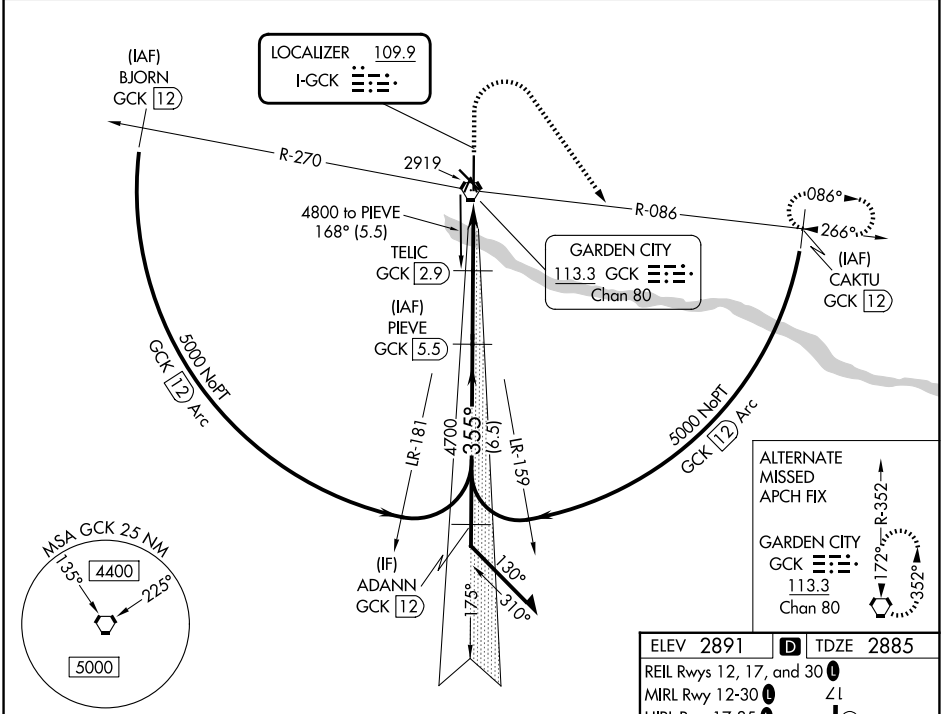 (IAF)
BJORN
GCK 12
LOCALIZER 109.9
I-GCK
R-270
2919
R-086
086°
266°
(IAF)
CAKTU
GCK 12
4800 to PIEVE
168° (5.5)
TELIC
GCK 2.9
GARDEN CITY
113.3 GCK
Chan 80
(IAF)
PIEVE
GCK 5.5
5000 NoPT
GCK 12 Arc
5000 NoPT
GCK 12 Arc
LR-181
4700
355°
(6.5)
LR-159
(IF)
ADANN
GCK 12
130°
310°
175°
MSA GCK 25 NM
135°
4400
225°
5000
ALTERNATE
MISSED
APCH FIX
R-352
GARDEN CITY
GCK
113.3
Chan 80
172°
352°
ELEV 2891 D TDZE 2885
REIL Rwys 12, 17, and 30 L
MIRL Rwy 12-30 L
17